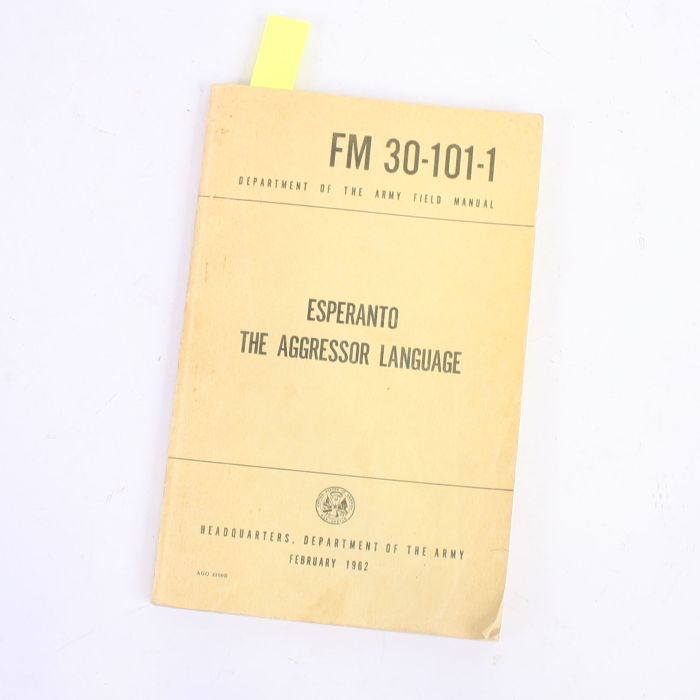 FM 30-101-1
DEPARTMENT OF THE ARMY FIELD MANUAL
ESPERANTO
THE AGGRESSOR LANGUAGE
HEADQUARTERS, DEPARTMENT OF THE ARMY
FEBRUARY 1962
AGO